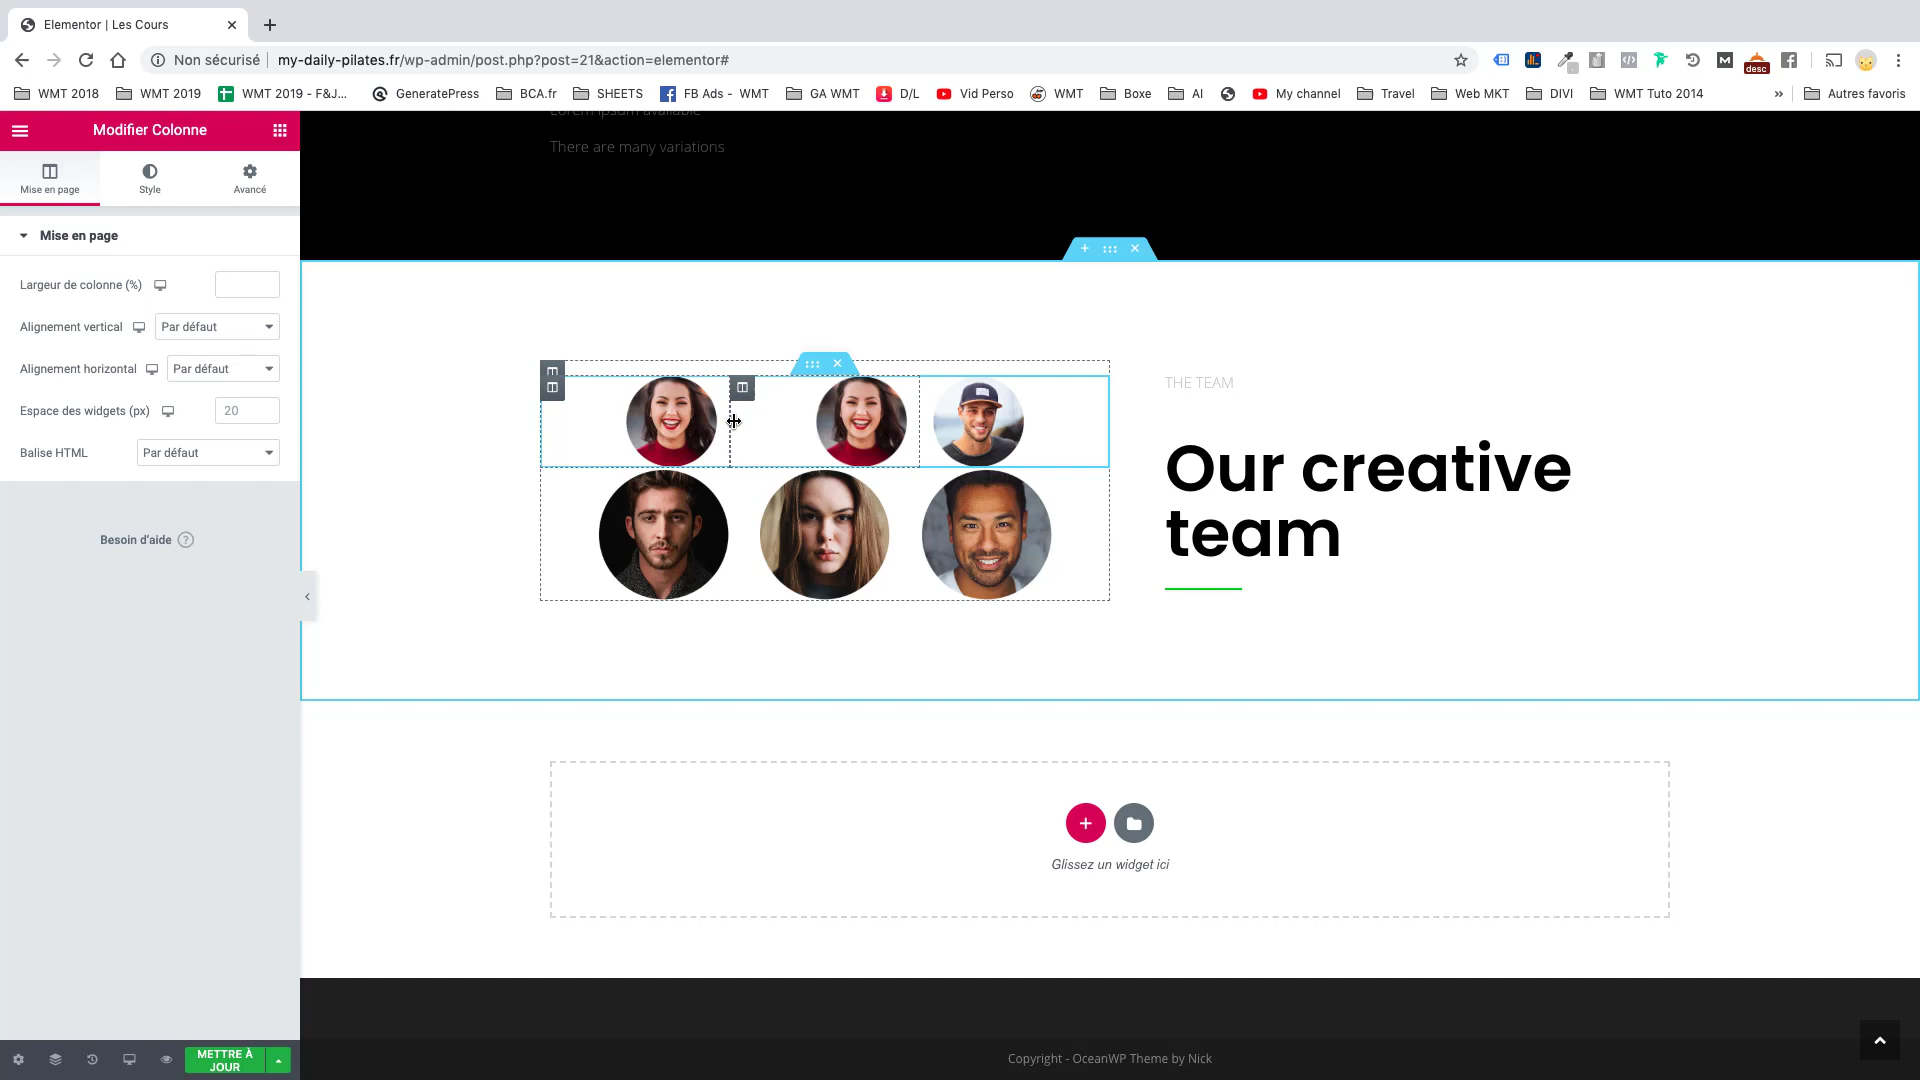 Elementor | Les Cours
Non sécurisé my-daily-pilates.fr/wp-admin/post.php?post=21&action=elementor#
desc
WMT 2018 WMT 2019 WMT 2019 - F&J... GeneratePress BCA.fr SHEETS FB Ads - WMT GA WMT D/L Vid Perso WMT Boxe AI My channel Travel Web MKT DIVI WMT Tuto 2014 » Autres favoris
Modifier Colonne
Mise en page Style Avancé
Mise en page
Largeur de colonne (%)
Alignement vertical Par défaut
Alignement horizontal Par défaut
Espace des widgets (px) 20
Balise HTML Par défaut
Besoin d'aide ?
METTRE À
JOUR
Lorem ipsum available
There are many variations
THE TEAM
Our creative
team
Glissez un widget ici
Copyright - OceanWP Theme by Nick